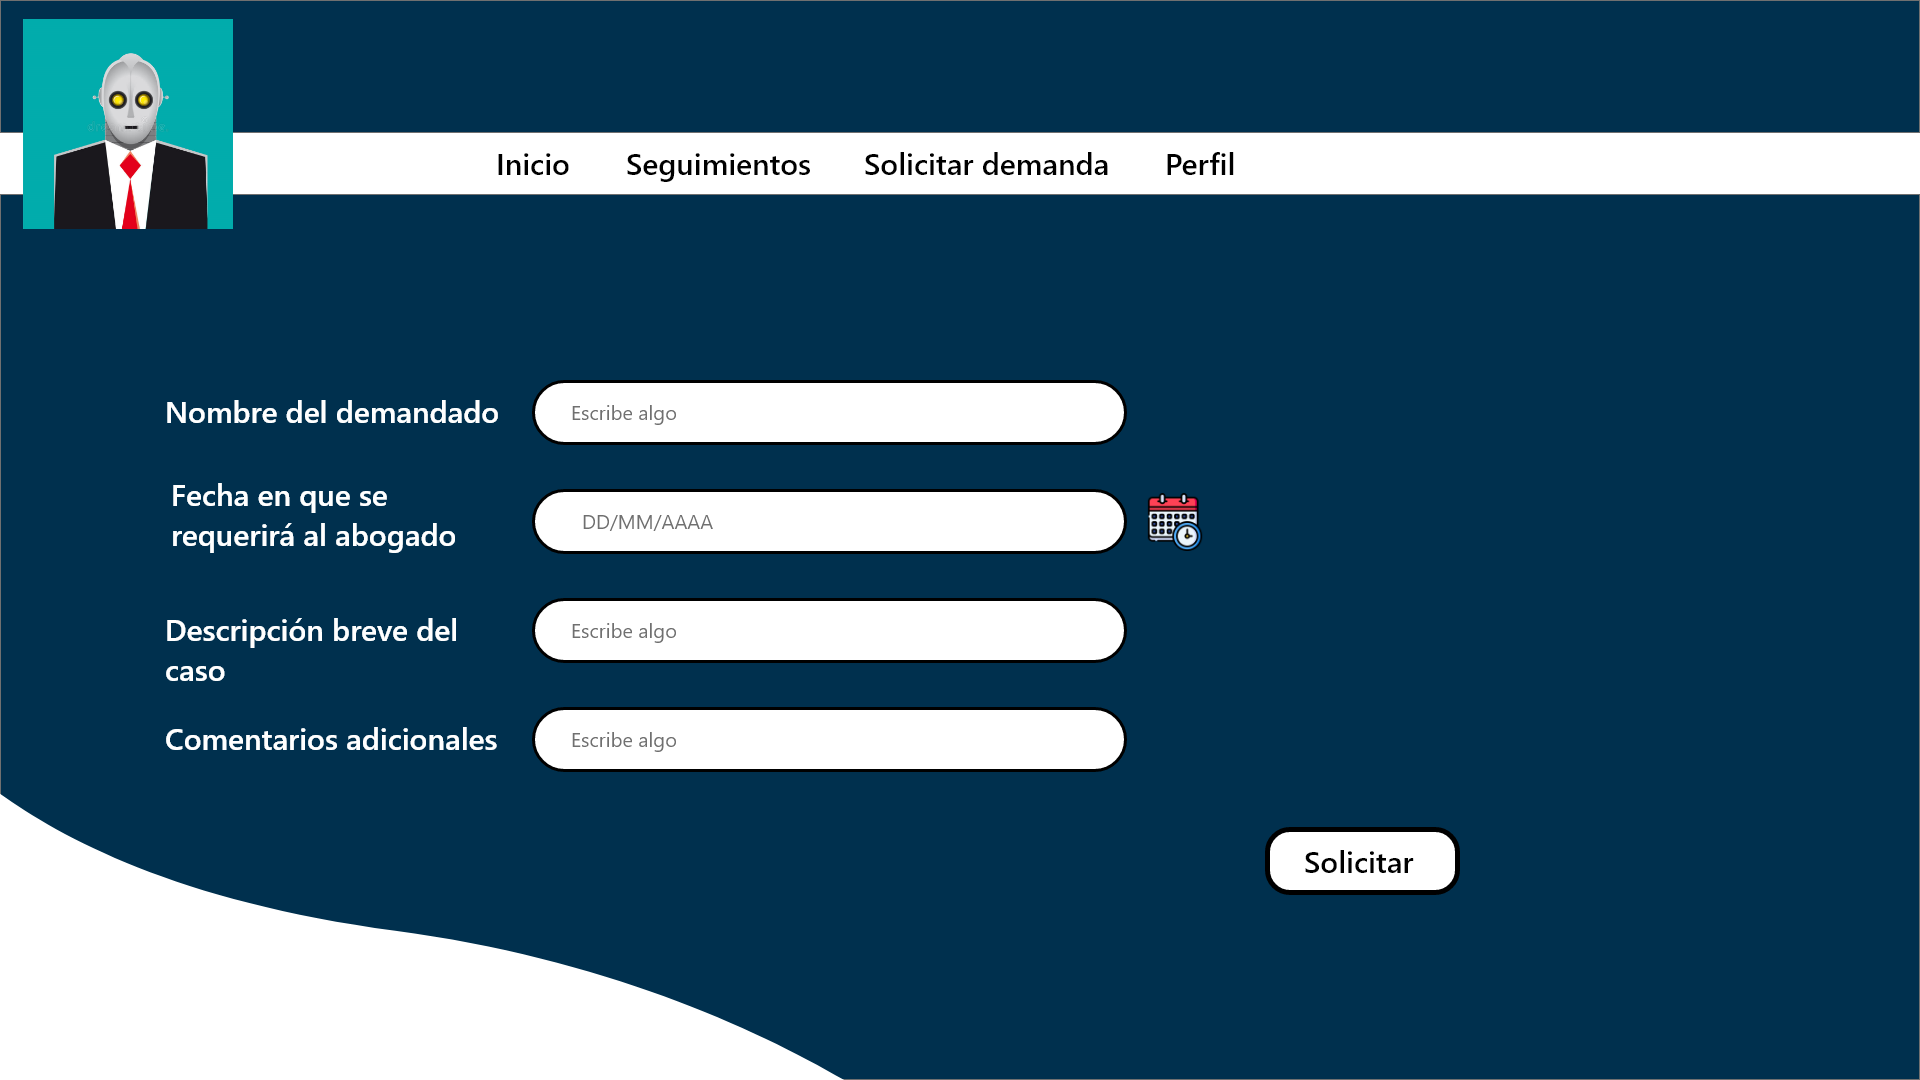 Inicio Seguimientos Solicitar demanda Perfil
Nombre del demandado
Escribe algo
Fecha en que se
requerirá al abogado
DD/MM/AAAA
Descripción breve del
caso
Escribe algo
Comentarios adicionales
Escribe algo
Solicitar